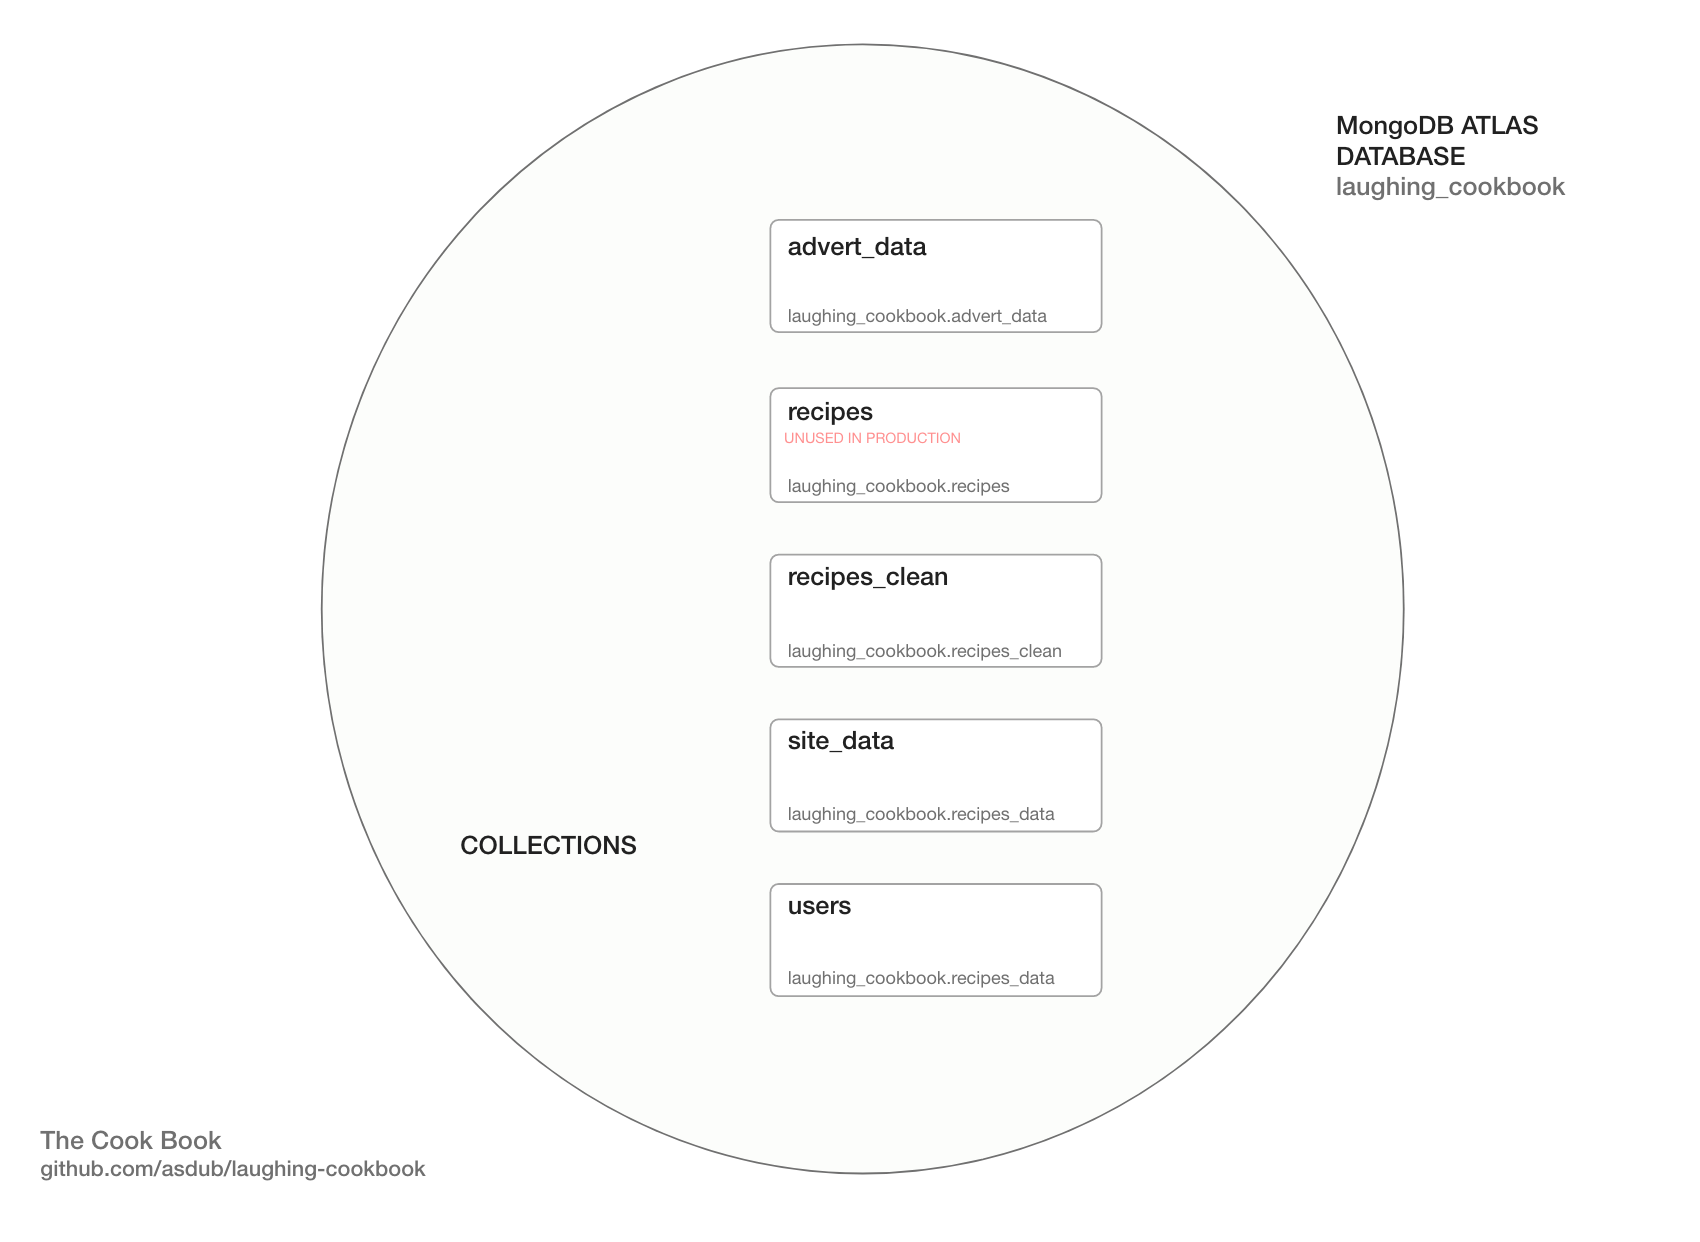 MongoDB ATLAS
DATABASE
laughing_cookbook
advert_data
laughing_cookbook.advert_data
recipes
UNUSED IN PRODUCTION
laughing_cookbook.recipes
recipes_clean
laughing_cookbook.recipes_clean
site_data
laughing_cookbook.recipes_data
COLLECTIONS
users
laughing_cookbook.recipes_data
The Cook Book
github.com/asdub/laughing-cookbook